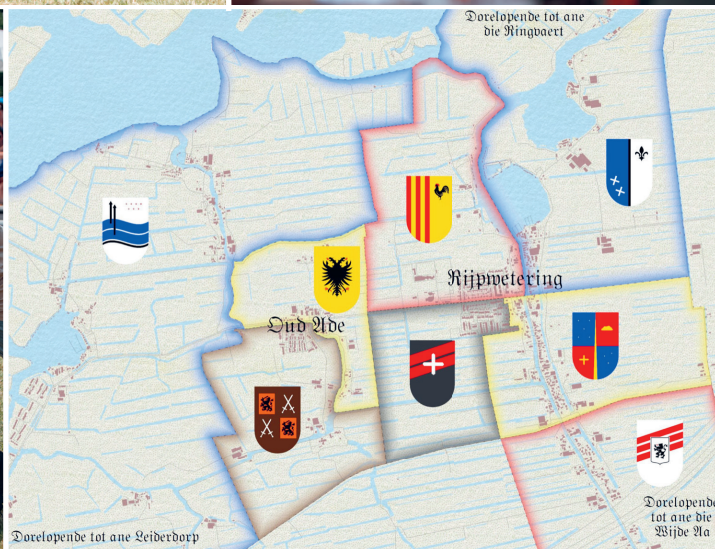 Dorelopende tot ane
die Ringvaert
Rijpwetering
Oud Ade
Dorelopende
tot ane die
Wijde Aa
Dorelopende tot ane Leiderdorp